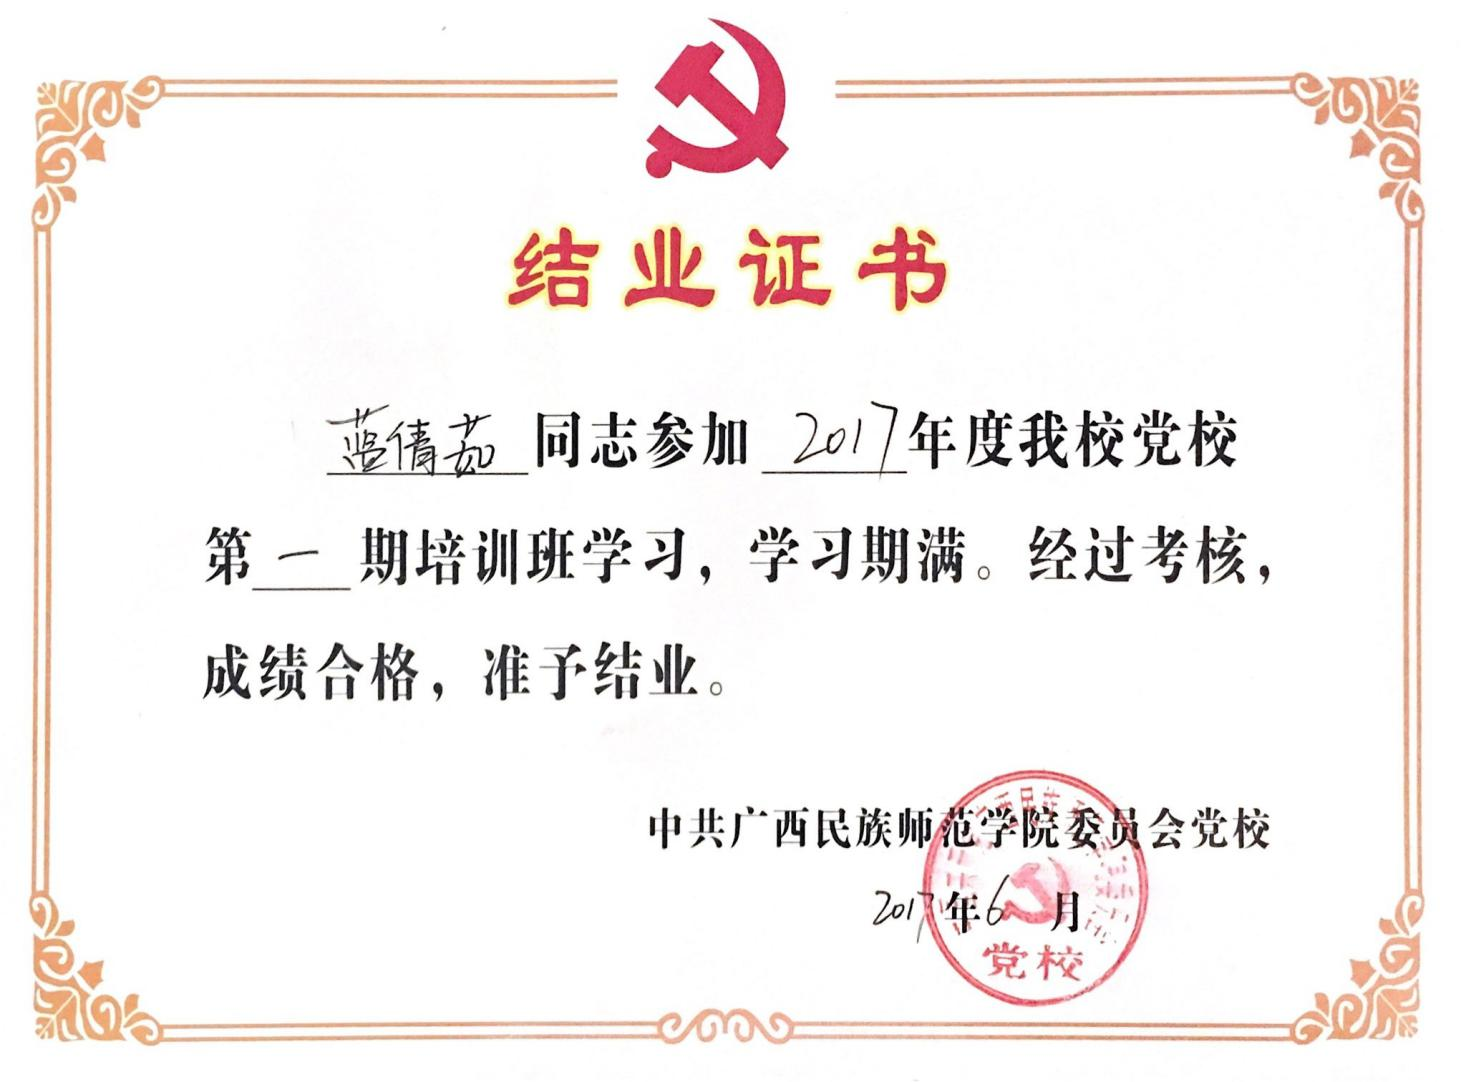 结业证书
蓝倩茹同志参加2017年度我校党校
第一期培训班学习，学习期满。经过考核，
成绩合格，准予结业。
中共广西民族师范学院委员会党校
2017年6月
党校